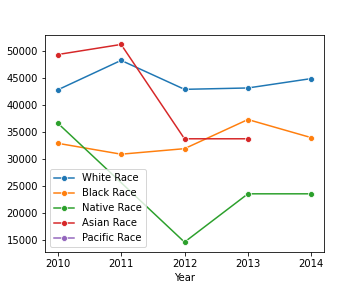 50000
45000
40000
35000
30000
25000
20000
15000
White Race
Black Race
Native Race
Asian Race
Pacific Race
2010 2011 2012 2013 2014
Year